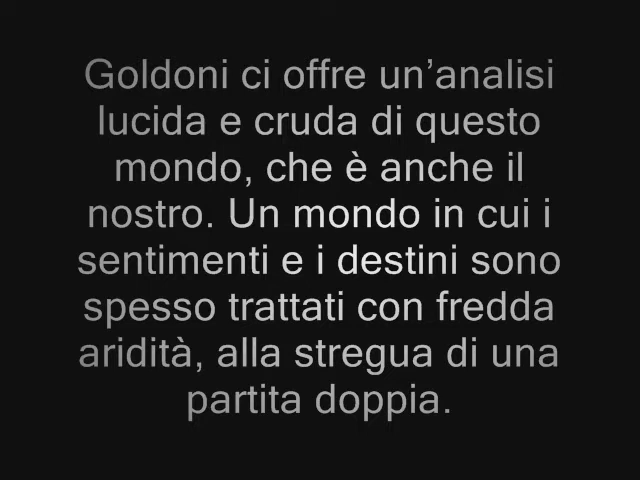 Goldoni ci offre un’analisi
lucida e cruda di questo
mondo, che è anche il
nostro. Un mondo in cui i
sentimenti e i destini sono
spesso trattati con fredda
aridità, alla stregua di una
partita doppia.